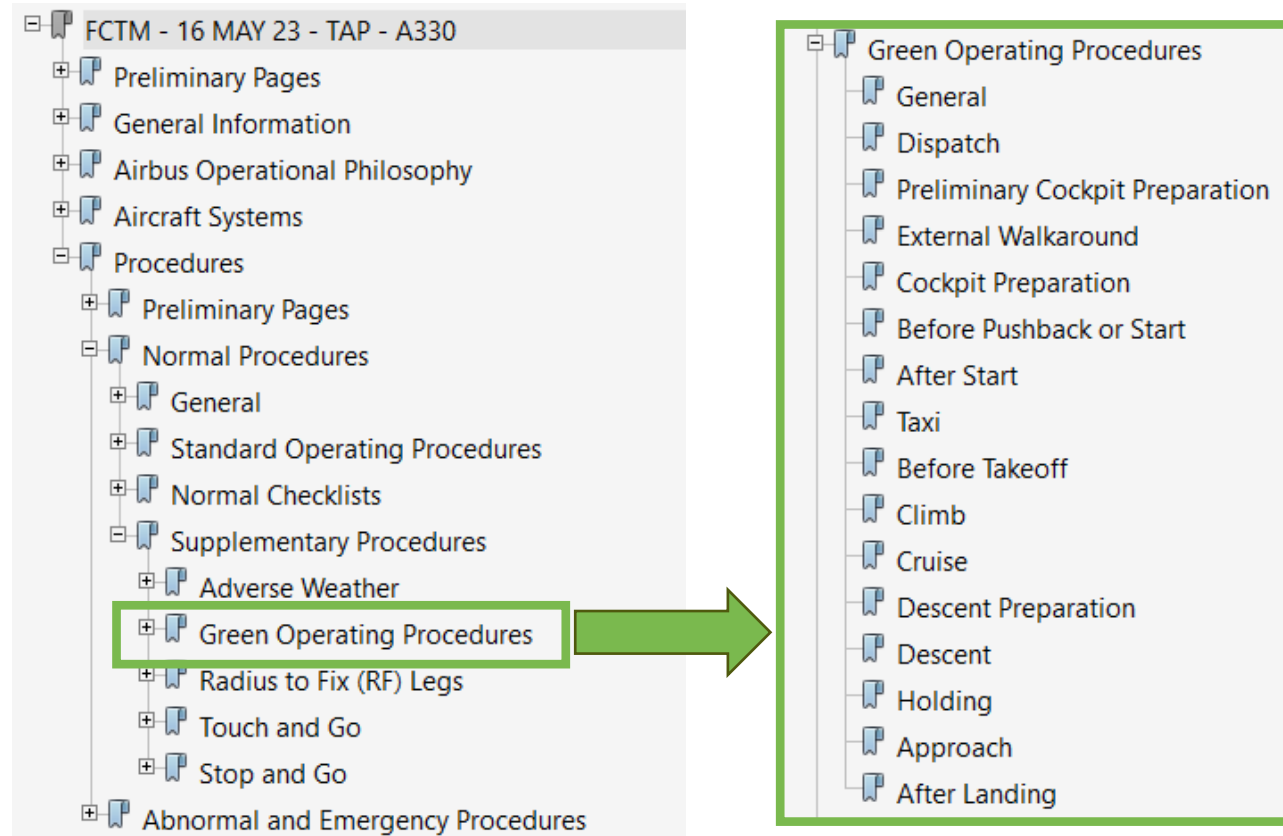 FCTM - 16 MAY 23 - TAP - A330
Preliminary Pages
General Information
Airbus Operational Philosophy
Aircraft Systems
Procedures
Preliminary Pages
Normal Procedures
General
Standard Operating Procedures
Normal Checklists
Supplementary Procedures
Adverse Weather
Green Operating Procedures
Radius to Fix (RF) Legs
Touch and Go
Stop and Go
Abnormal and Emergency Procedures
Green Operating Procedures
General
Dispatch
Preliminary Cockpit Preparation
External Walkaround
Cockpit Preparation
Before Pushback or Start
After Start
Taxi
Before Takeoff
Climb
Cruise
Descent Preparation
Descent
Holding
Approach
After Landing